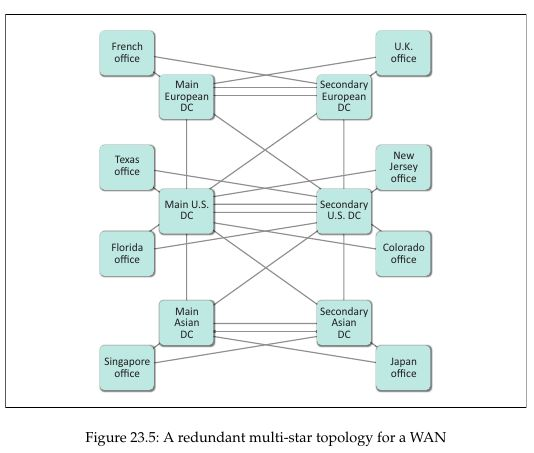 French
office
U.K.
office
Main
European
DC
Secondary
European
DC
Texas
office
New
Jersey
office
Main U.S.
DC
Secondary
U.S. DC
Florida
office
Colorado
office
Main
Asian
DC
Secondary
Asian
DC
Singapore
office
Japan
office
Figure 23.5: A redundant multi-star topology for a WAN